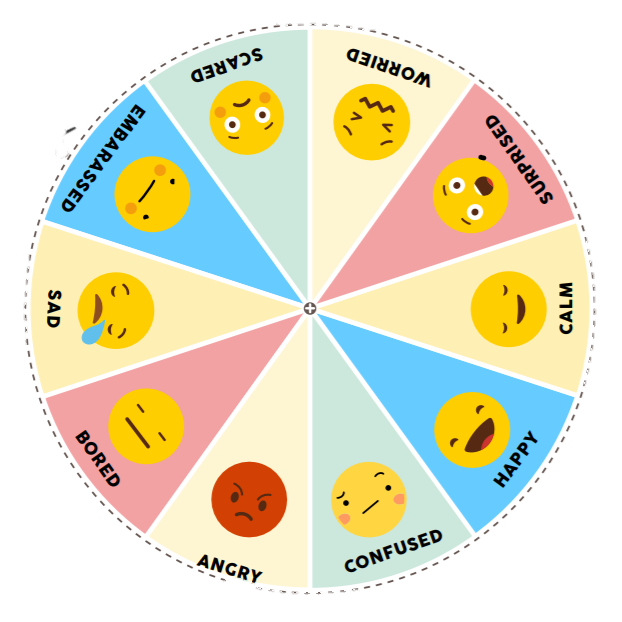 WORRIED
SURPRISED
CALM
HAPPY
CONFUSED
ANGRY
BORED
SAD
EMBARASSED
SCARED